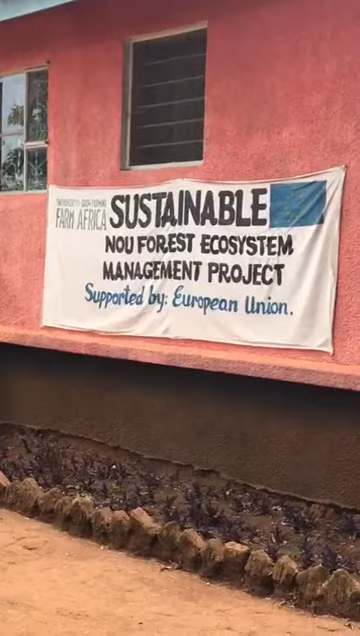 FARM AFRICA
SUSTAINABLE
NOU FOREST ECOSYSTEM
MANAGEMENT PROJECT
Supported by: European Union.